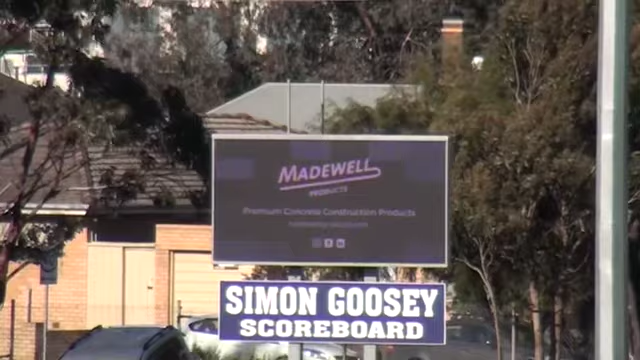 MADEWELL
PRODUCTS
Premium Concrete Construction Products
SIMON GOOSEY
SCOREBOARD